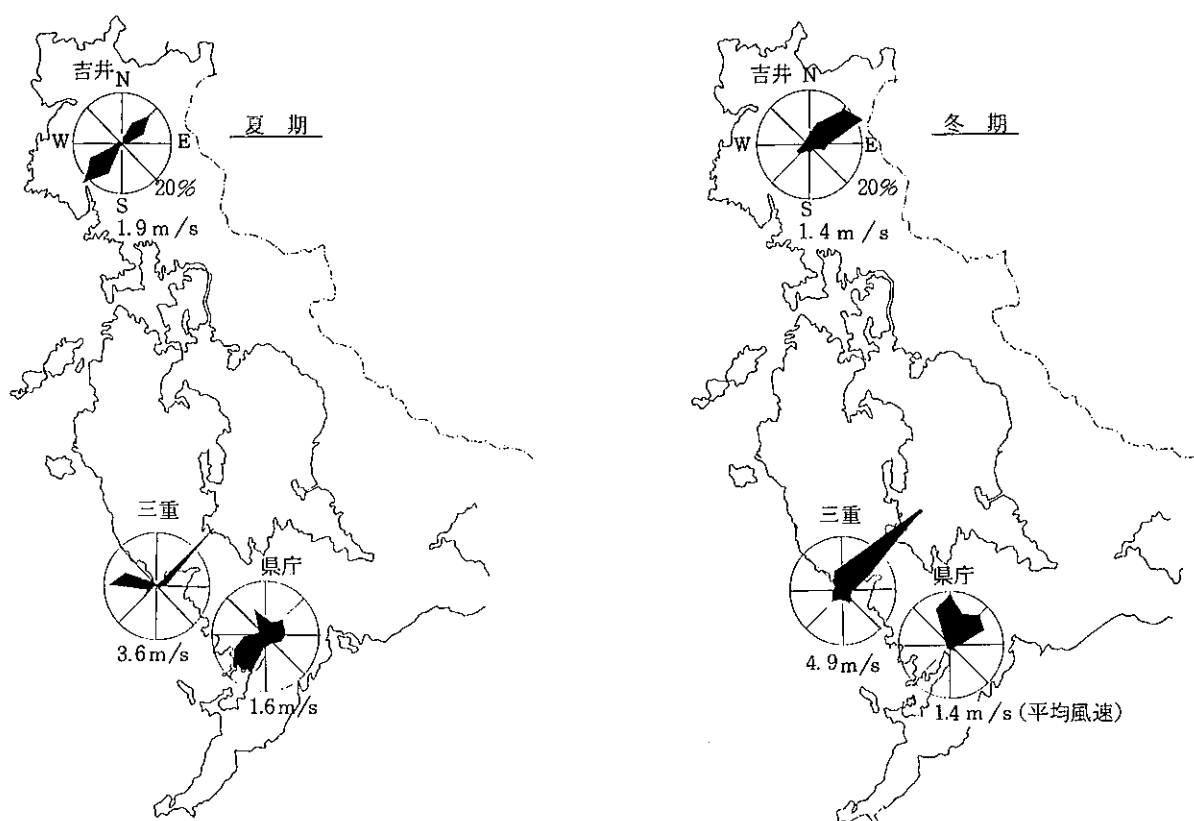 夏期
吉井
N
W
E
S
20%
1.9m/s
三重
3.6m/s
県庁
1.6m/s
冬期
吉井
N
W
E
S
20%
1.4m/s
三重
4.9m/s
県庁
1.4m/s(平均風速)